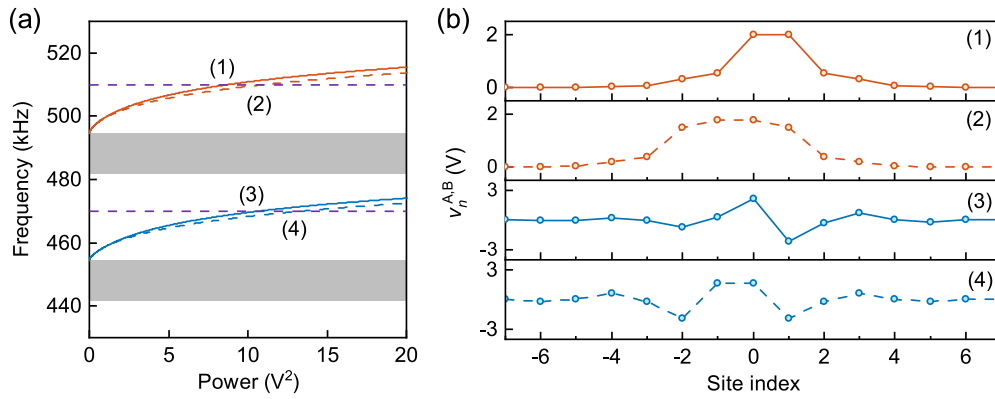 (a)
520
500
480
460
440
Frequency (kHz)
(1)
(2)
(3)
(4)
0 5 10 15 20
Power (V²)
(b)
2
0
(1)
2
0
(2)
3
-3
(3)
3
-3
(4)
vₙᴬ,ᴮ (V)
-6 -4 -2 0 2 4 6
Site index